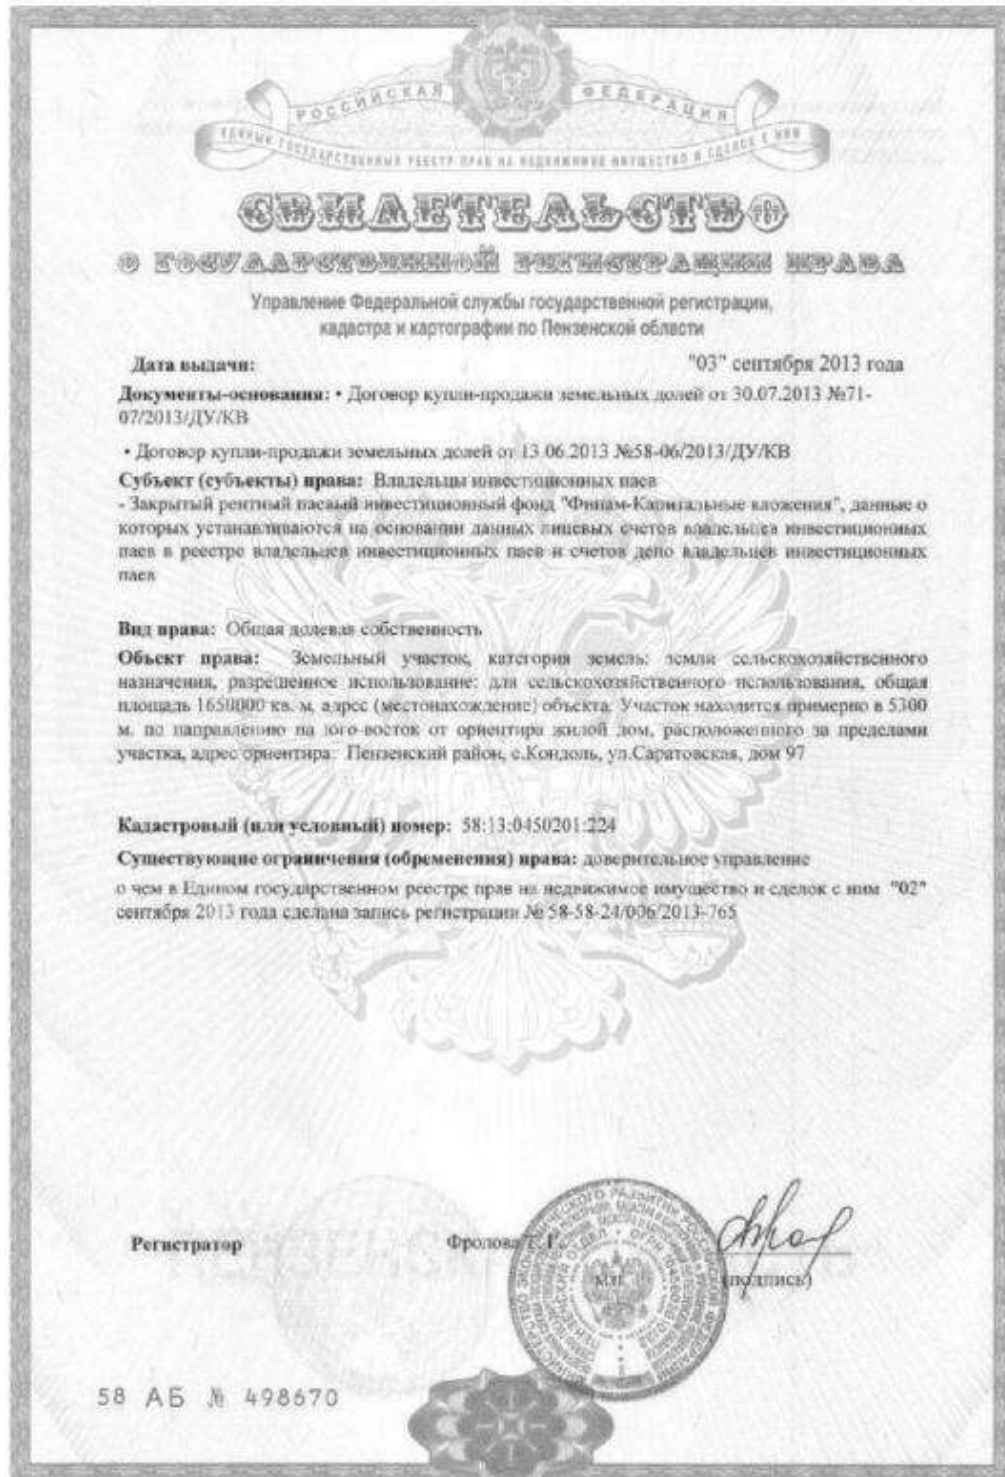 РОССИЙСКАЯ ФЕДЕРАЦИЯ
ЕДИНЫЙ ГОСУДАРСТВЕННЫЙ РЕЕСТР ПРАВ НА НЕДВИЖИМОЕ ИМУЩЕСТВО И СДЕЛОК С НИМ
СВИДЕТЕЛЬСТВО
О ГОСУДАРСТВЕННОЙ РЕГИСТРАЦИИ ПРАВА
Управление Федеральной службы государственной регистрации,
кадастра и картографии по Пензенской области
Дата выдачи: "03" сентября 2013 года
Документы-основания: • Договор купли-продажи земельных долей от 30.07.2013 №71-
07/2013/ДУ/КВ
• Договор купли-продажи земельных долей от 13.06.2013 №58-06/2013/ДУ/КВ
Субъект (субъекты) права: Владельцы инвестиционных паев
- Закрытый рентный паевый инвестиционный фонд "Финам-Капитальные вложения", данные о
которых устанавливаются на основании данных лицевых счетов владельцев инвестиционных
паев в реестре владельцев инвестиционных паев и счетов депо владельцев инвестиционных
паев
Вид права: Общая долевая собственность
Объект права: Земельный участок, категория земель: земли сельскохозяйственного
назначения, разрешенное использование: для сельскохозяйственного использования, общая
площадь 1650000 кв. м, адрес (местонахождение) объекта: Участок находится примерно в 5300
м. по направлению на юго-восток от ориентира жилой дом, расположенного за пределами
участка, адрес ориентира: Пензенский район, с.Кондоль, ул.Саратовская, дом 97
Кадастровый (или условный) номер: 58:13:0450201:224
Существующие ограничения (обременения) права: доверительное управление
о чем в Едином государственном реестре прав на недвижимое имущество и сделок с ним "02"
сентября 2013 года сделана запись регистрации № 58-58-24/006/2013-765
Регистратор Фролова
М.П.
(подпись)
58 АБ № 498670